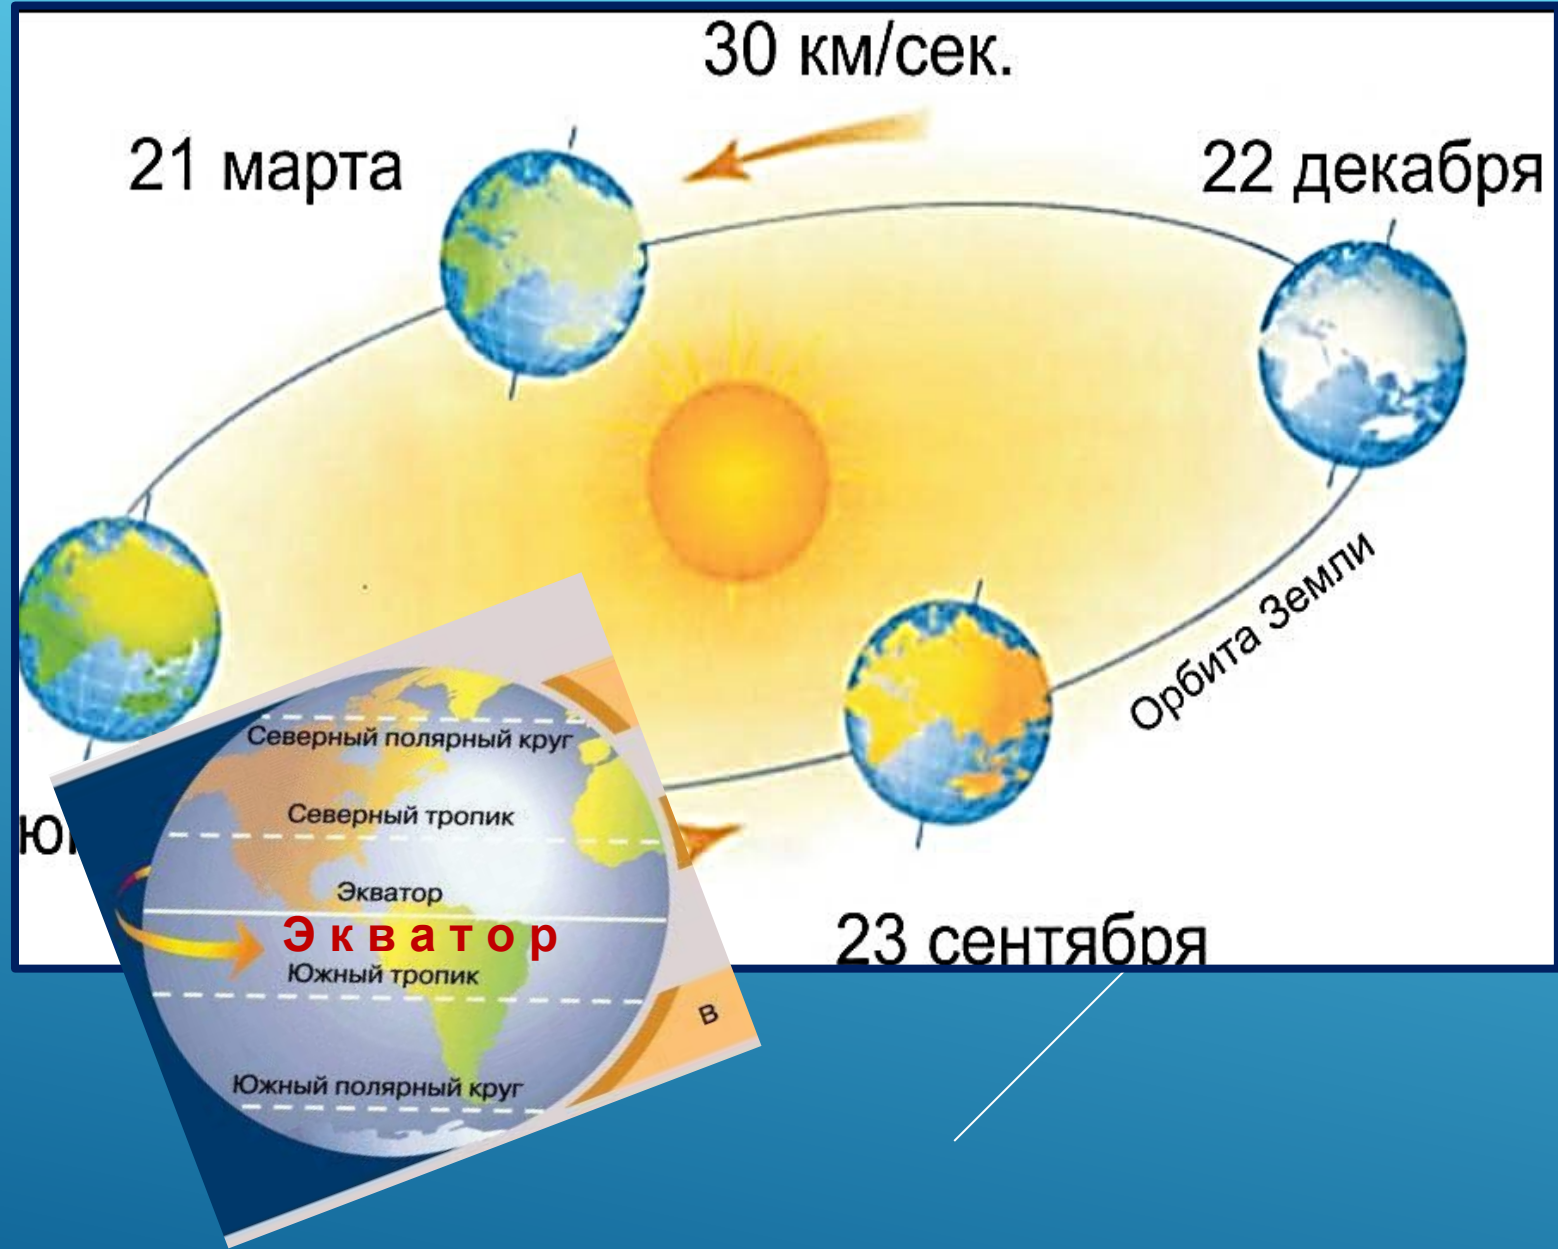 30 км/сек.
21 марта
22 декабря
Орбита Земли
23 сентября
Северный полярный круг
Северный тропик
Экватор
Экватор
Южный тропик
В
Южный полярный круг